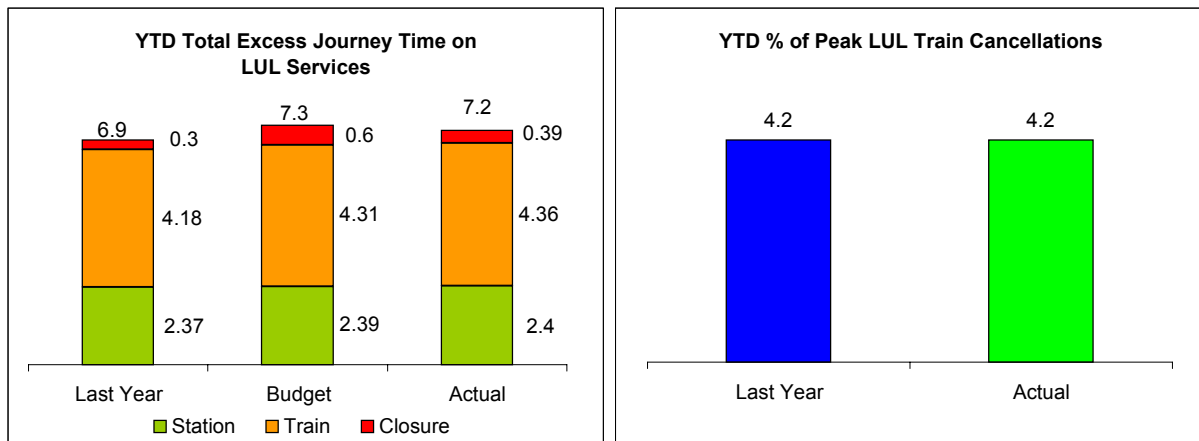 YTD Total Excess Journey Time on
LUL Services
6.9
0.3
4.18
2.37
7.3
0.6
4.31
2.39
7.2
0.39
4.36
2.4
Last Year
Budget
Actual
Station
Train
Closure
YTD % of Peak LUL Train Cancellations
4.2
4.2
Last Year
Actual